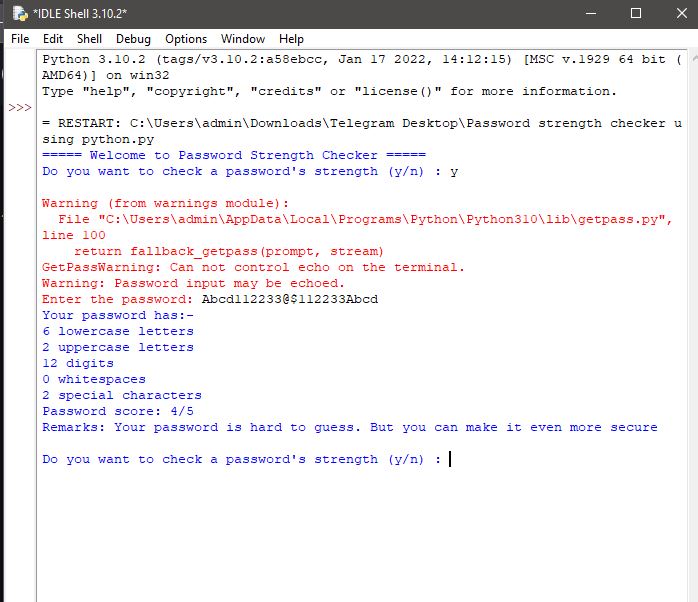 *IDLE Shell 3.10.2*
File Edit Shell Debug Options Window Help
Python 3.10.2 (tags/v3.10.2:a58ebcc, Jan 17 2022, 14:12:15) [MSC v.1929 64 bit (
AMD64)] on win32
Type "help", "copyright", "credits" or "license()" for more information.
>>>
= RESTART: C:\Users\admin\Downloads\Telegram Desktop\Password strength checker u
sing python.py
===== Welcome to Password Strength Checker =====
Do you want to check a password's strength (y/n) : y
Warning (from warnings module):
  File "C:\Users\admin\AppData\Local\Programs\Python\Python310\lib\getpass.py",
line 100
    return fallback_getpass(prompt, stream)
GetPassWarning: Can not control echo on the terminal.
Warning: Password input may be echoed.
Enter the password: Abcd112233@$112233Abcd
Your password has:-
6 lowercase letters
2 uppercase letters
12 digits
0 whitespaces
2 special characters
Password score: 4/5
Remarks: Your password is hard to guess. But you can make it even more secure
Do you want to check a password's strength (y/n) :